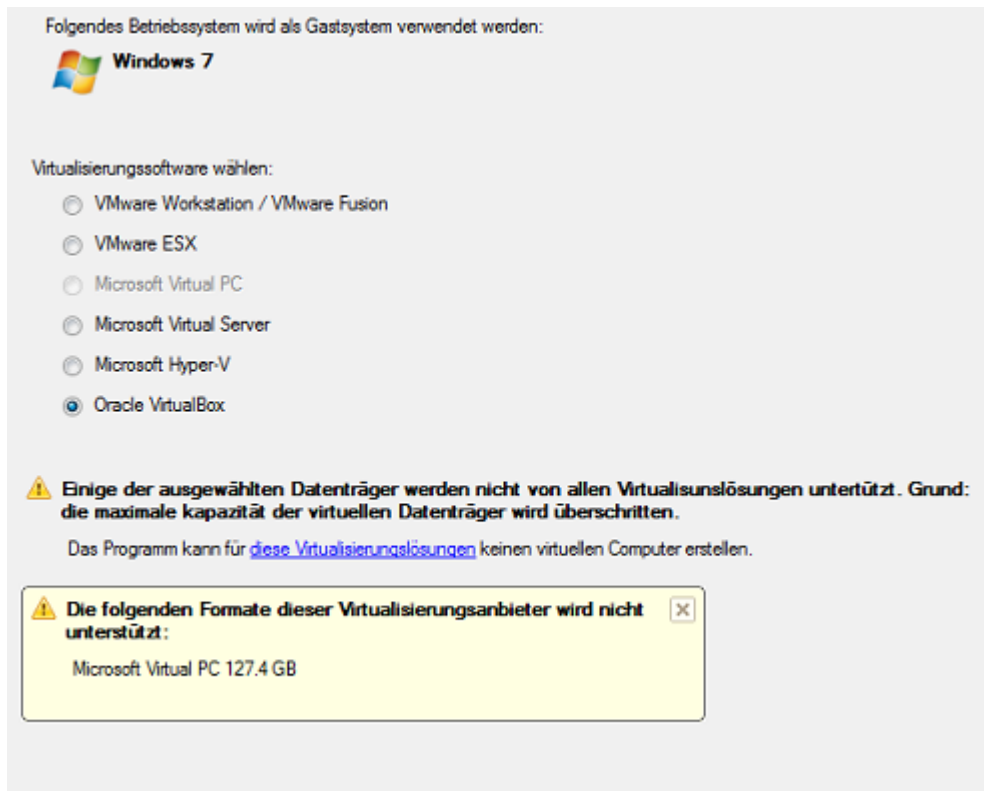 Folgendes Betriebssystem wird als Gastsystem verwendet werden:
Windows 7
Virtualisierungssoftware wählen:
VMware Workstation / VMware Fusion
VMware ESX
Microsoft Virtual PC
Microsoft Virtual Server
Microsoft Hyper-V
Oracle VirtualBox
Einige der ausgewählten Datenträger werden nicht von allen Virtualisunslösungen untertützt. Grund:
die maximale kapazität der virtuellen Datenträger wird überschritten.
Das Programm kann für diese Virtualisierungslösungen keinen virtuellen Computer erstellen.
Die folgenden Formate dieser Virtualisierungsanbieter wird nicht
unterstützt:
Microsoft Virtual PC 127.4 GB